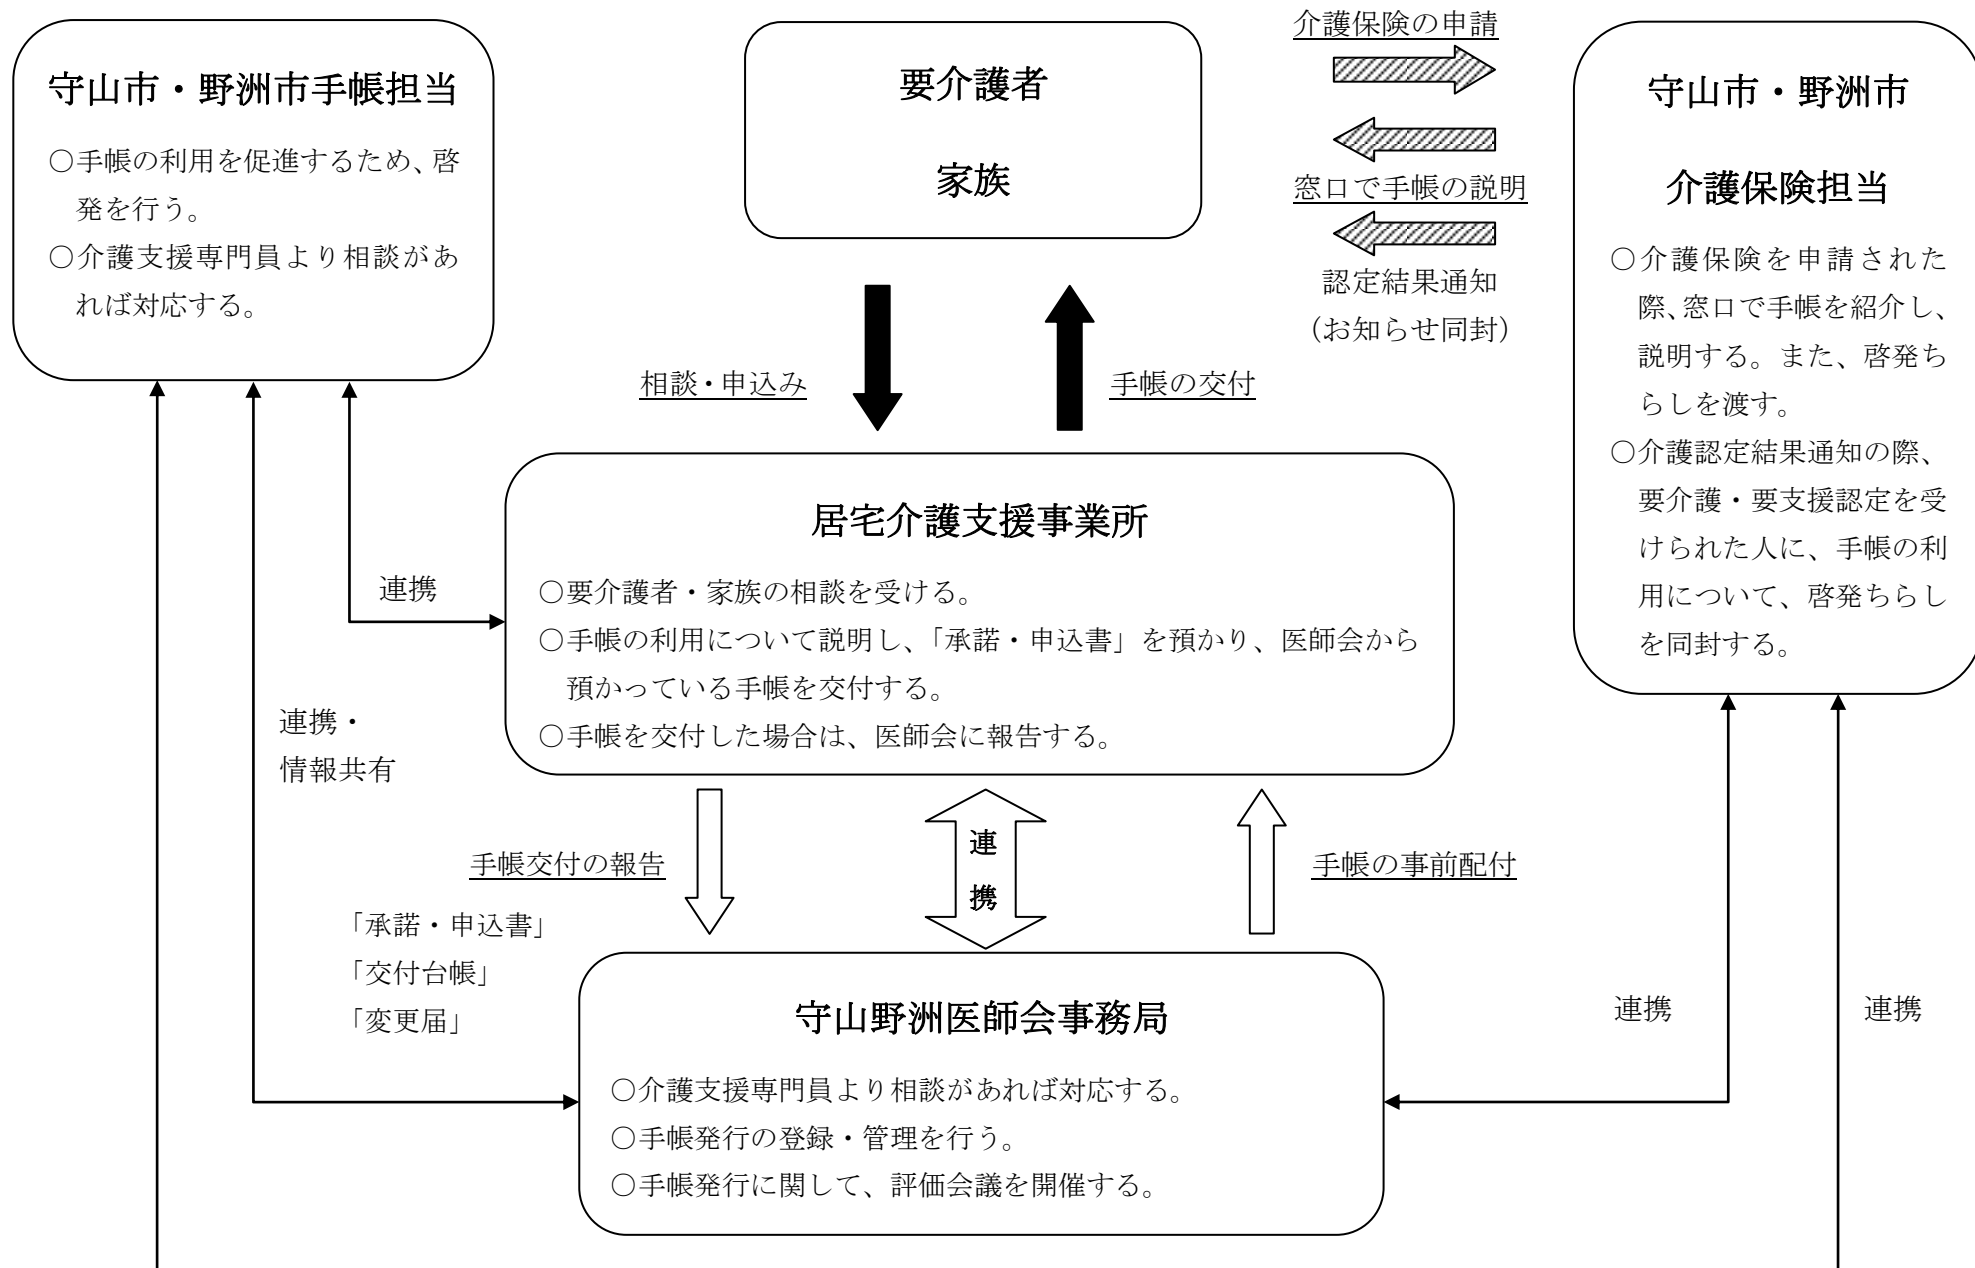 守山市・野洲市手帳担当
○手帳の利用を促進するため、啓
発を行う。
○介護支援専門員より相談があ
れば対応する。
要介護者
家族
介護保険の申請
窓口で手帳の説明
認定結果通知
（お知らせ同封）
守山市・野洲市
介護保険担当
○介護保険を申請された
際、窓口で手帳を紹介し、
説明する。また、啓発ち
らしを渡す。
○介護認定結果通知の際、
要介護・要支援認定を受
けられた人に、手帳の利
用について、啓発ちらし
を同封する。
相談・申込み
手帳の交付
居宅介護支援事業所
○要介護者・家族の相談を受ける。
○手帳の利用について説明し、「承諾・申込書」を預かり、医師会から
預かっている手帳を交付する。
○手帳を交付した場合は、医師会に報告する。
連携
連携・
情報共有
手帳交付の報告
「承諾・申込書」
「交付台帳」
「変更届」
連
携
手帳の事前配付
守山野洲医師会事務局
○介護支援専門員より相談があれば対応する。
○手帳発行の登録・管理を行う。
○手帳発行に関して、評価会議を開催する。
連携
連携